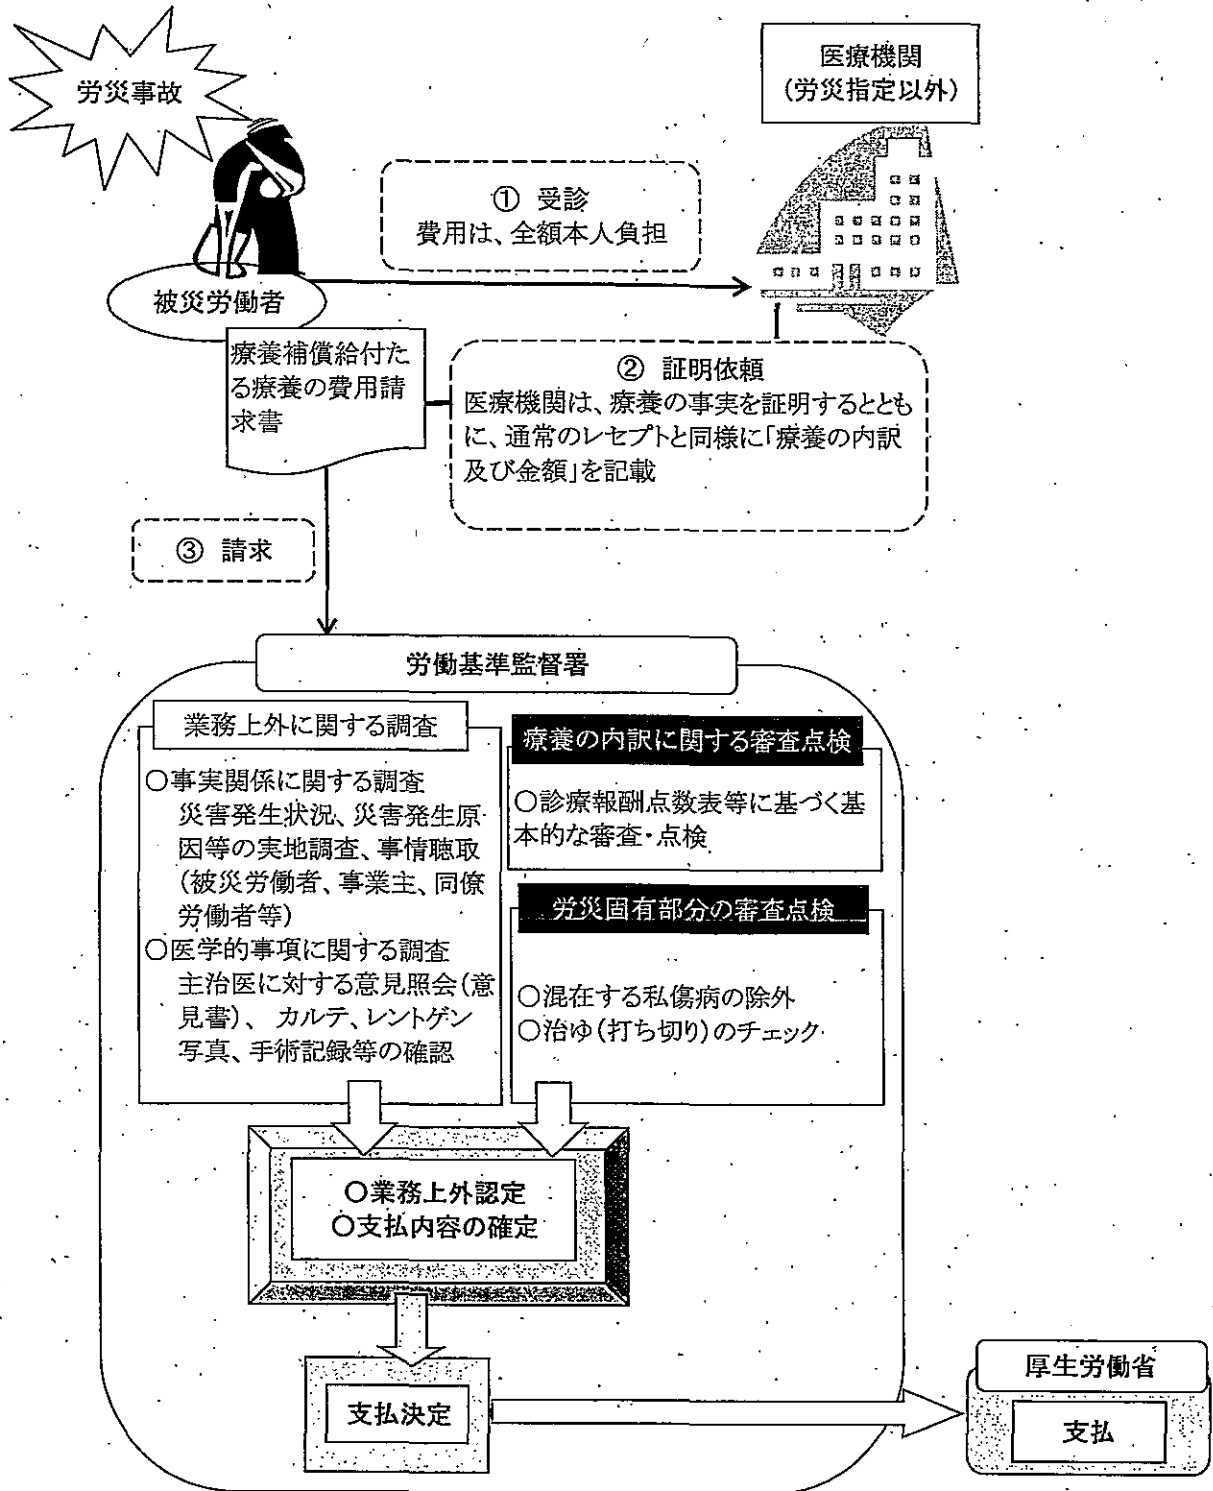 労災事故
医療機関
(労災指定以外)
① 受診
費用は、全額本人負担
被災労働者
療養補償給付た
る療養の費用請
求書
② 証明依頼
医療機関は、療養の事実を証明するととも
に、通常のレセプトと同様に「療養の内訳
及び金額」を記載
③ 請求
労働基準監督署
業務上外に関する調査
○事実関係に関する調査
災害発生状況、災害発生原
因等の実地調査、事情聴取
(被災労働者、事業主、同僚
労働者等)
○医学的事項に関する調査
主治医に対する意見照会(意
見書)、カルテ、レントゲン
写真、手術記録等の確認
療養の内訳に関する審査点検
○診療報酬点数表等に基づく基
本的な審査・点検
労災固有部分の審査点検
○混在する私傷病の除外
○治ゆ(打ち切り)のチェック
○業務上外認定
○支払内容の確定
支払決定
厚生労働省
支払